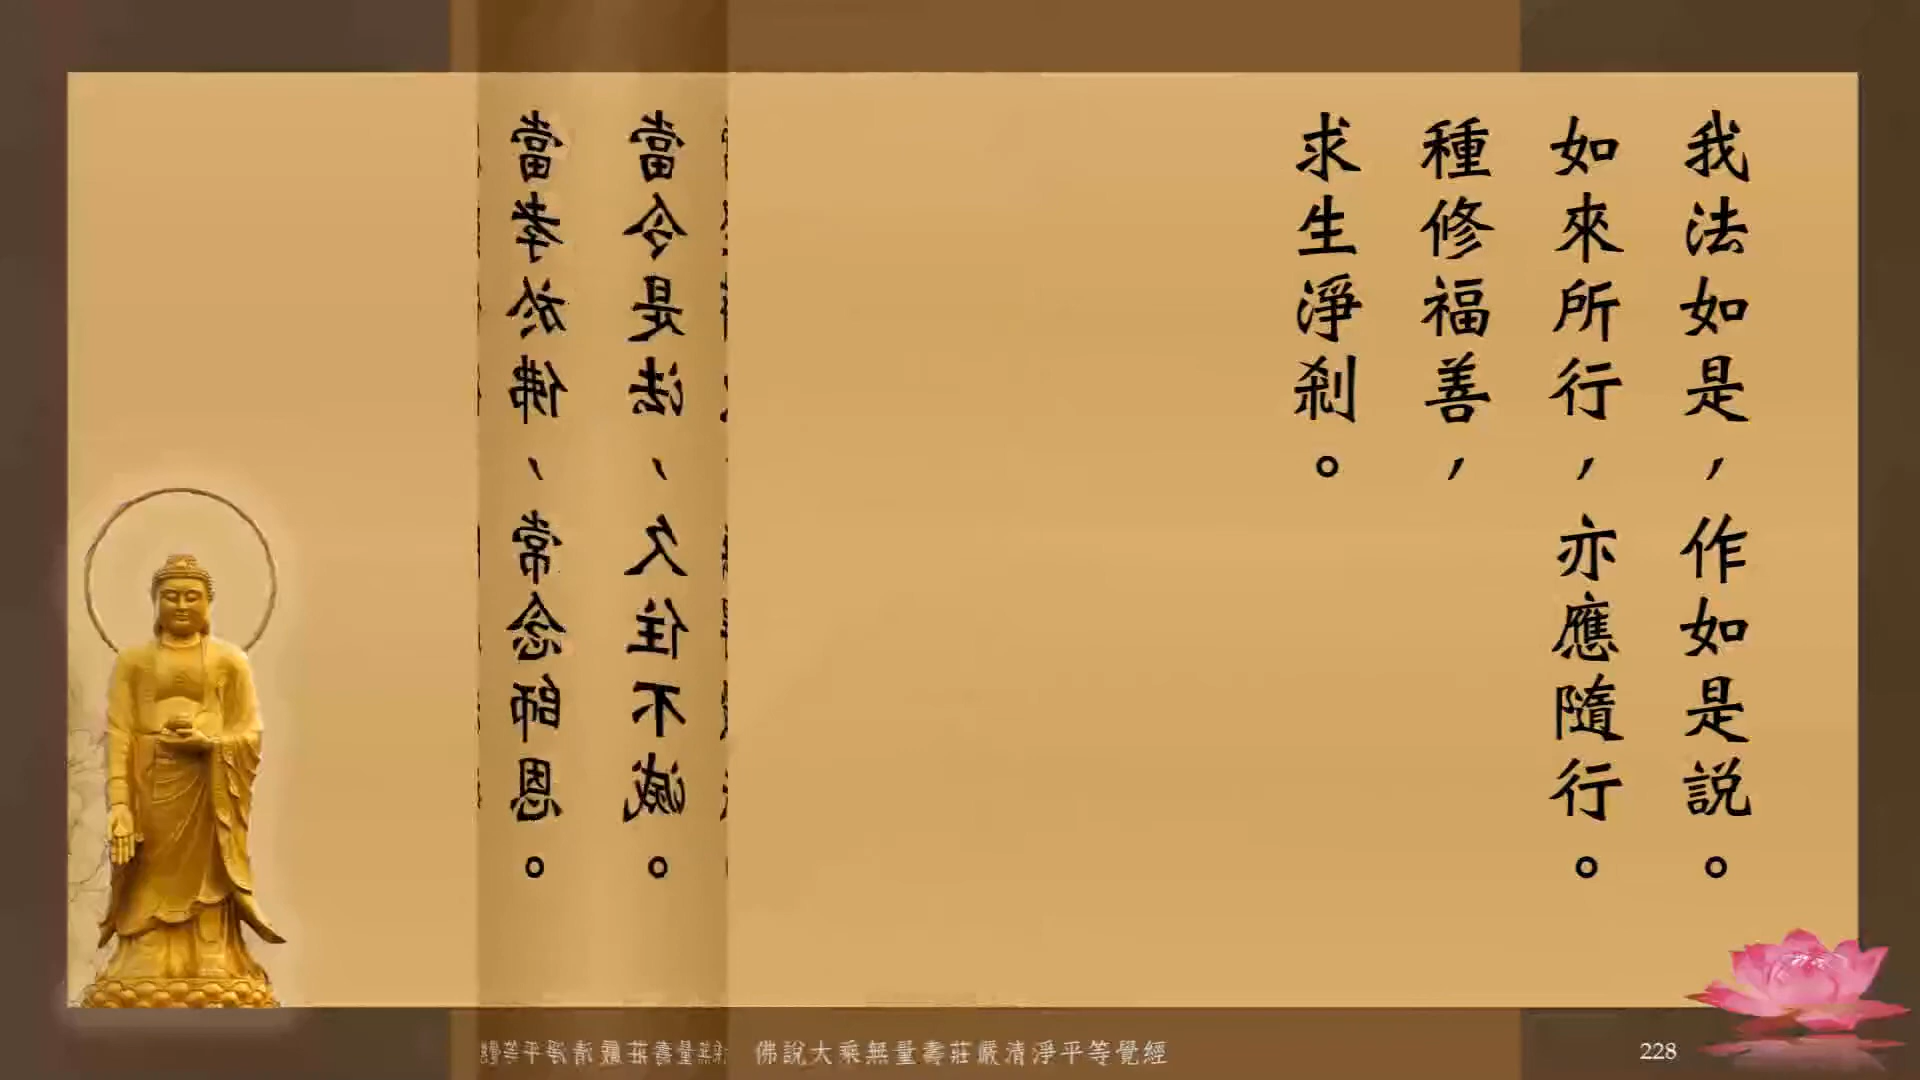 我法如是，作如是說。
如來所行，亦應隨行。
種修福善，
求生淨剎。
當令是法，久住不滅。
當孝於佛，常念師恩。
佛說大乘無量壽莊嚴清淨平等覺經
228